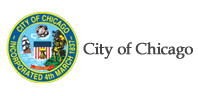 CITY OF CHICAGO
INCORPORATED 4th MARCH 1837
City of Chicago